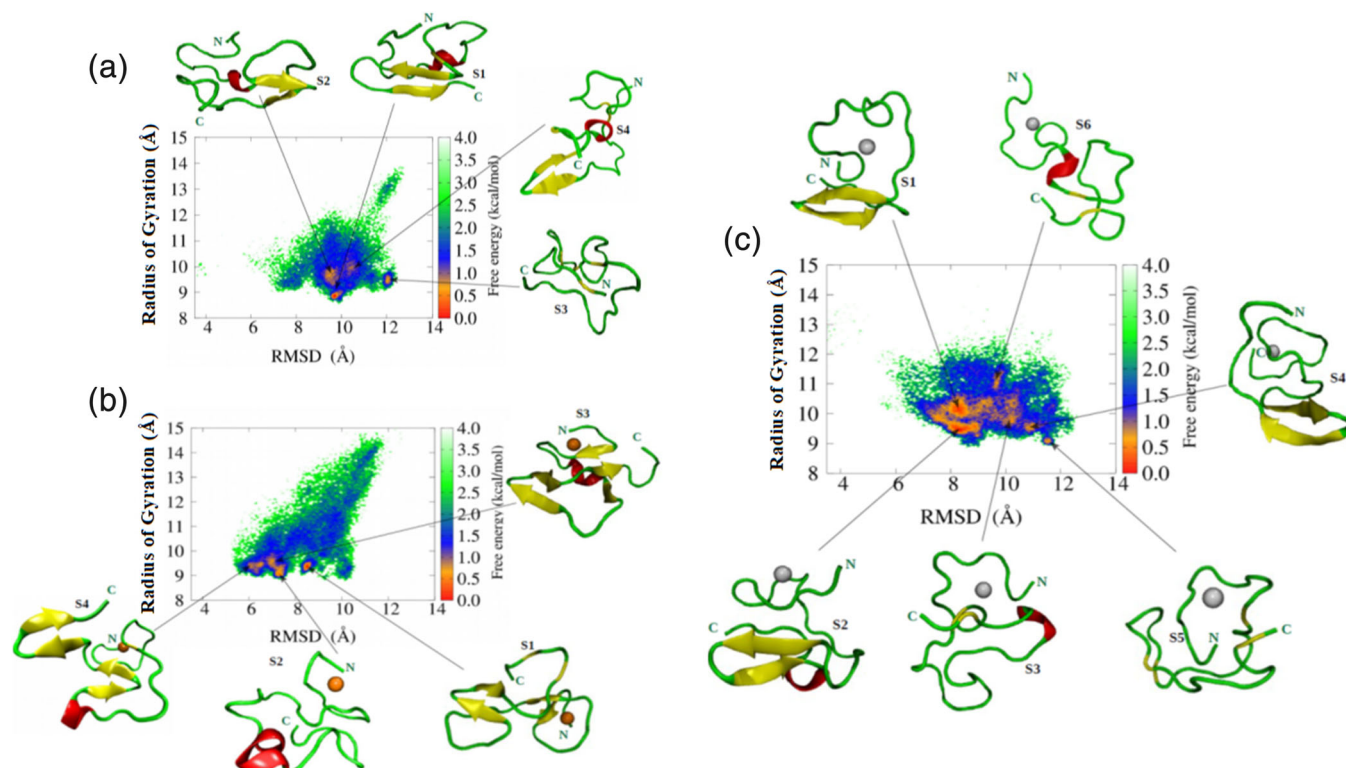 (a)
N
S2
C
N
S1
C
N
S4
C
S3
N
Radius of Gyration (Å)
15
14
13
12
11
10
9
8
4 6 8 10 12 14
RMSD (Å)
4.0
3.5
3.0
2.5
2.0
1.5
1.0
0.5
0.0
Free energy (kcal/mol)
(b)
Radius of Gyration (Å)
15
14
13
12
11
10
9
8
4 6 8 10 12 14
RMSD (Å)
4.0
3.5
3.0
2.5
2.0
1.5
1.0
0.5
0.0
Free energy (kcal/mol)
S3
N
C
S4
C
N
S2
N
C
S1
C
N
(c)
S1
N
C
N
S6
C
Radius of Gyration (Å)
15
14
13
12
11
10
9
8
4 6 8 10 12 14
RMSD (Å)
4.0
3.5
3.0
2.5
2.0
1.5
1.0
0.5
0.0
Free energy (kcal/mol)
N
C
S4
N
C
S2
N
C
S3
S5
N
C